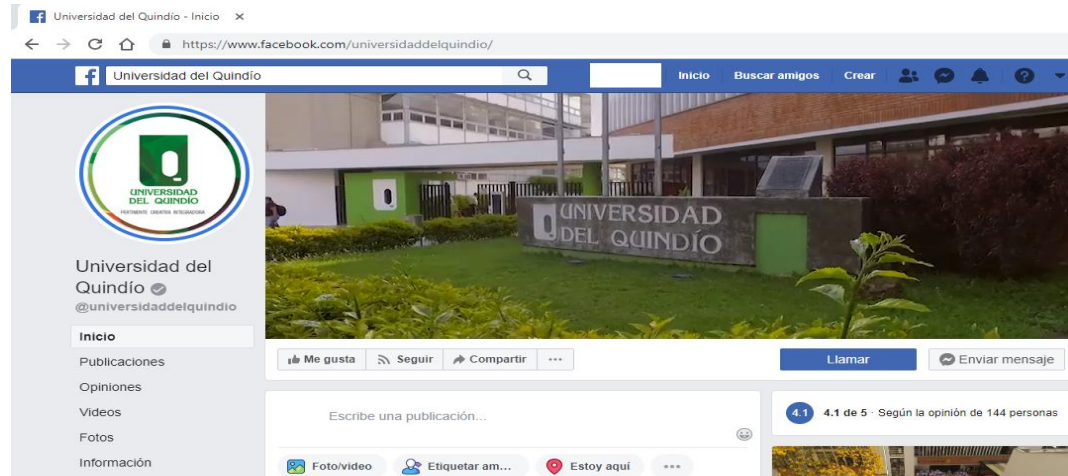 Universidad del Quindío - Inicio
https://www.facebook.com/universidaddelquindio/
Universidad del Quindío
Inicio Buscar amigos Crear
UNIVERSIDAD
DEL QUINDÍO
PERTINENTE CREATIVA INTEGRADORA
UNIVERSIDAD
DEL QUINDÍO
Universidad del
Quindío
@universidaddelquindio
Inicio
Publicaciones
Opiniones
Videos
Fotos
Información
Me gusta Seguir Compartir ...
Llamar Enviar mensaje
Escribe una publicación...
Foto/video Etiquetar am... Estoy aquí ...
4.1 4.1 de 5 · Según la opinión de 144 personas